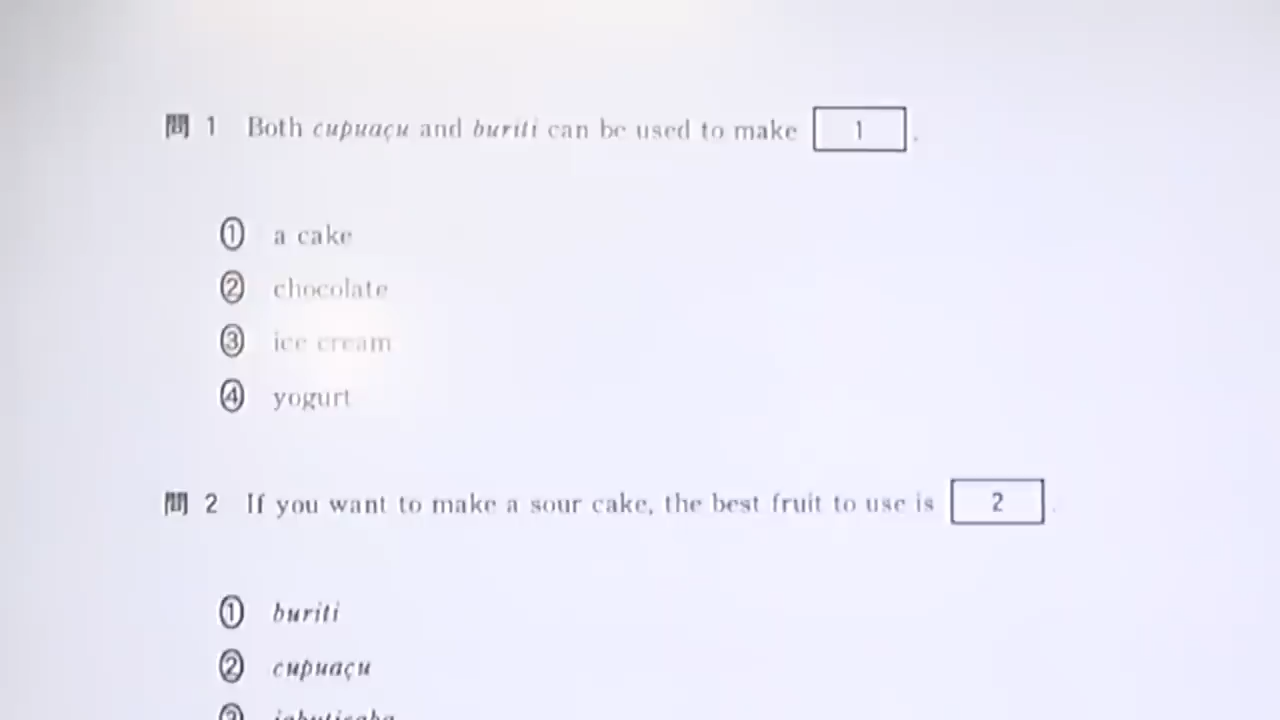 問 1 Both cupuaçu and buriti can be used to make 1 .
① a cake
② chocolate
③ ice cream
④ yogurt
問 2 If you want to make a sour cake, the best fruit to use is 2 .
① buriti
② cupuaçu
③ jabuticaba